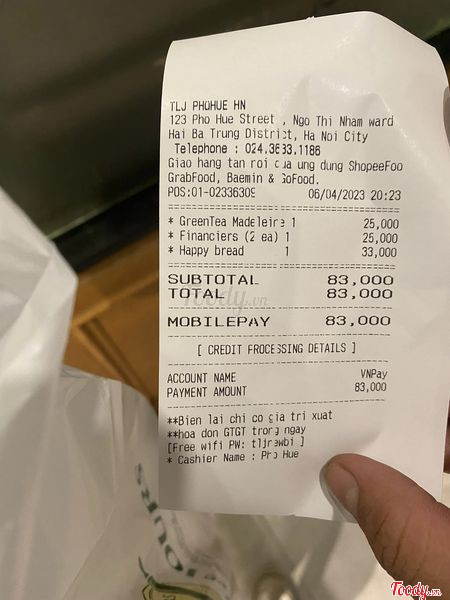 TLJ PHOHUE HN
123 Pho Hue Street , Ngo Thi Nham ward
Hai Ba Trung District, Ha Noi City
Telephone : 024.3633.1186
Giao hang tan noi qua ung dung ShopeeFoo
GrabFood, Baemin & GoFood.
POS:01-02336309 06/04/2023 20:23
* GreenTea Madeleine 1 25,000
* Financiers (2 ea) 1 25,000
* Happy bread 1 33,000
SUBTOTAL 83,000
TOTAL 83,000
MOBILEPAY 83,000
[ CREDIT PROCESSING DETAILS ]
ACCOUNT NAME VNPay
PAYMENT AMOUNT 83,000
**Bien lai chi co gia tri xuat
**hoa don GTGT trong ngay
[Free wifi PW: tljrewbi ]
* Cashier Name : Pho Hue
foody.vn
OURS
Foody.vn